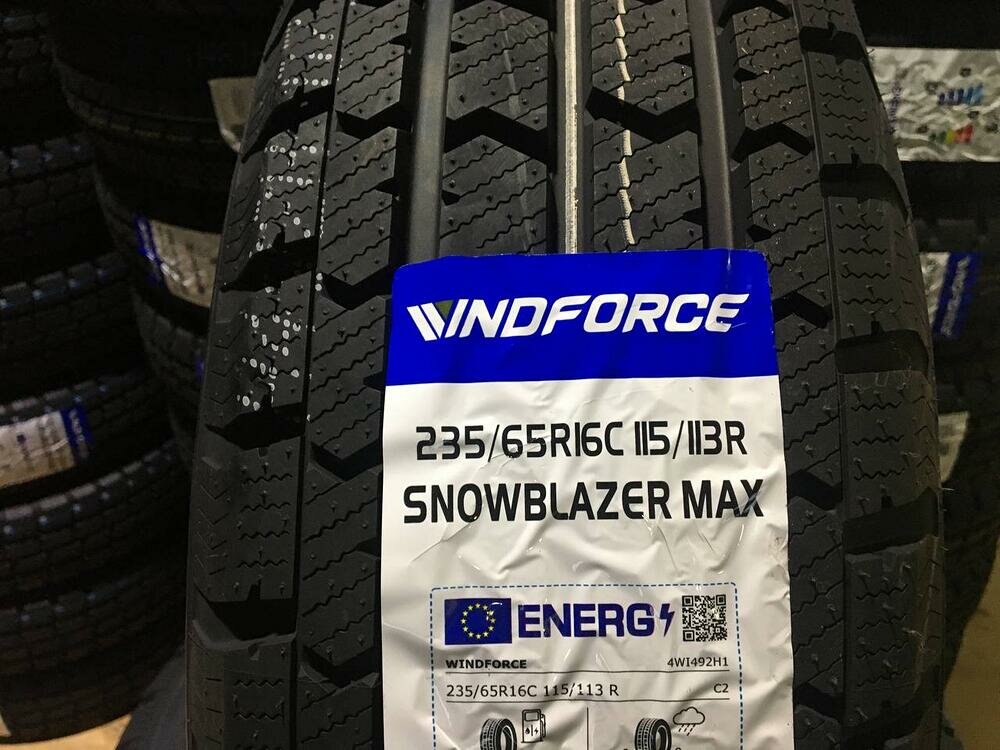 WINDFORCE
235/65R16C 115/113R
SNOWBLAZER MAX
ENERG
WINDFORCE 4WI492H1
235/65R16C 115/113 R C2